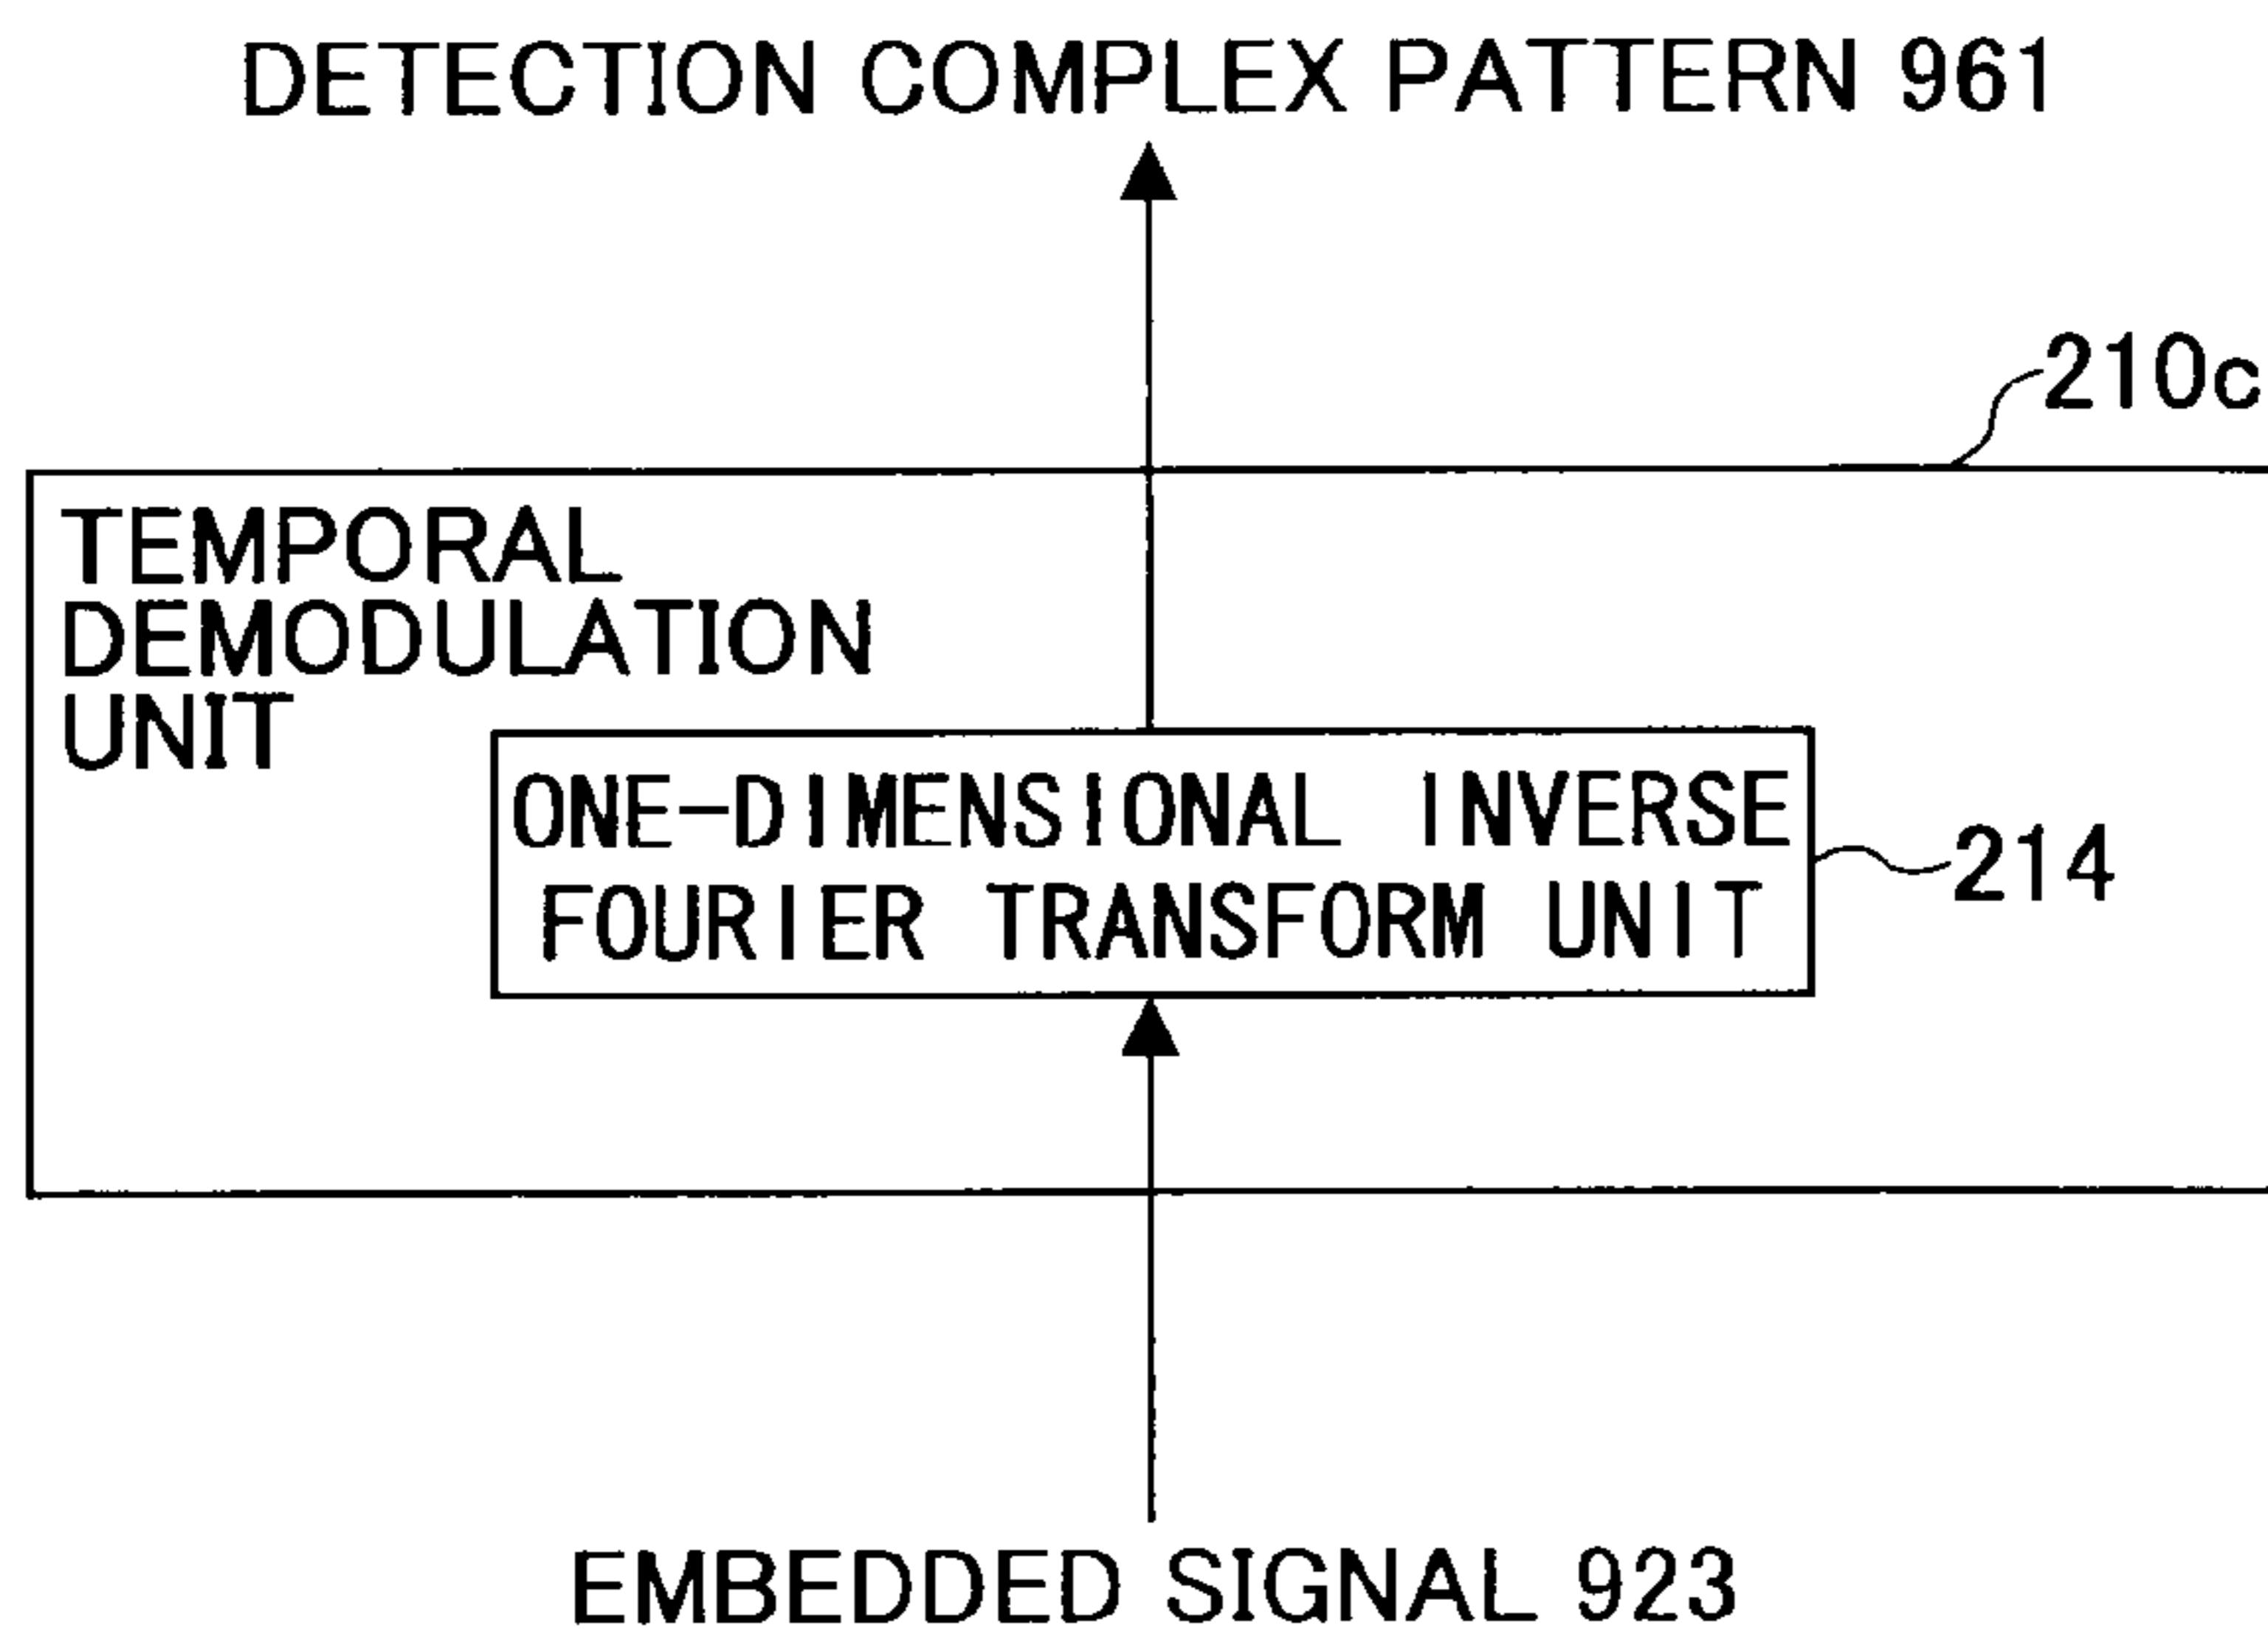 DETECTION COMPLEX PATTERN 961
210c
TEMPORAL
DEMODULATION
UNIT
ONE-DIMENSIONAL INVERSE
FOURIER TRANSFORM UNIT
214
EMBEDDED SIGNAL 923